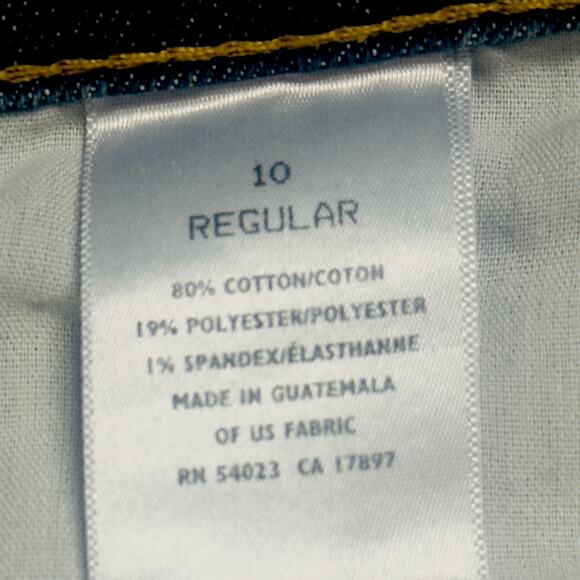 10
REGULAR
80% COTTON/COTON
19% POLYESTER/POLYESTER
1% SPANDEX/ÉLASTHANNE
MADE IN GUATEMALA
OF US FABRIC
RN 54023 CA 17897